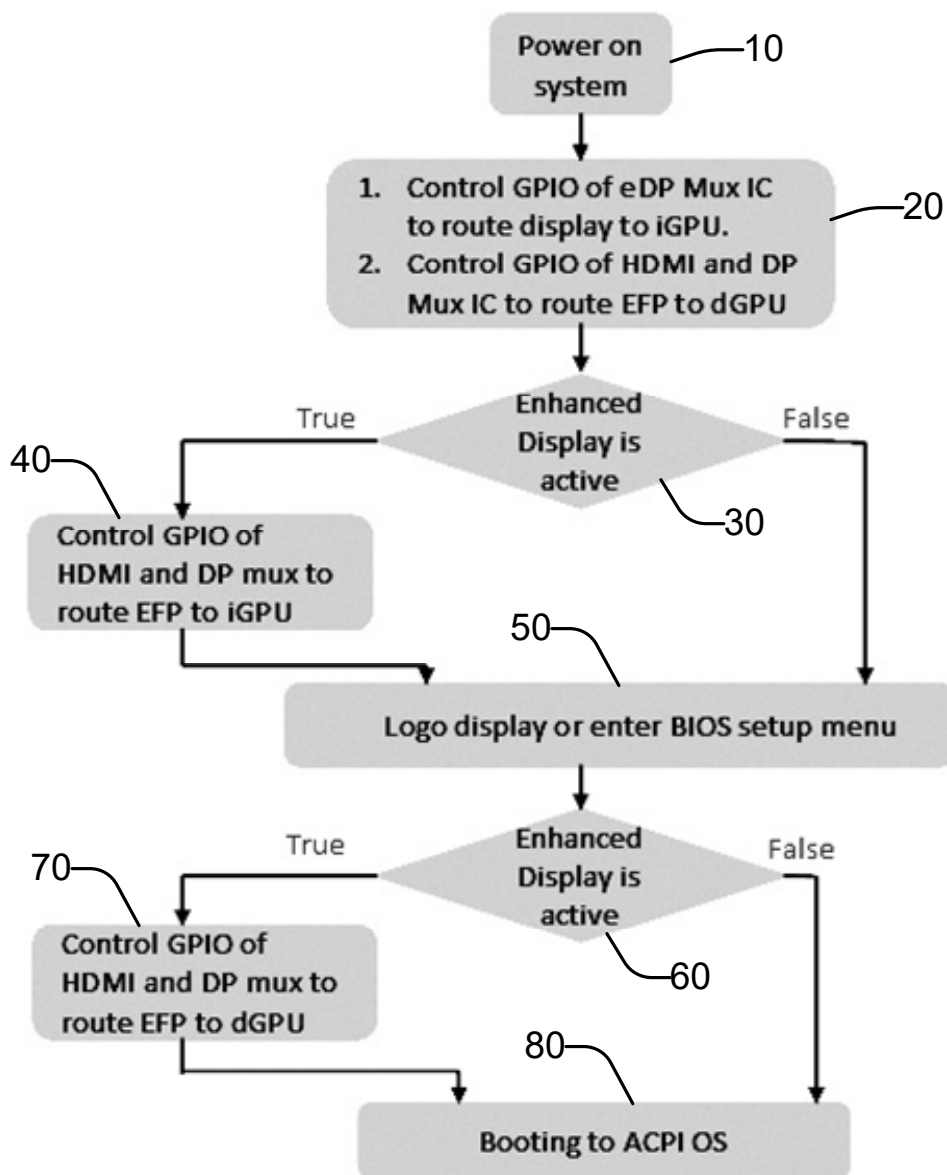 Power on
system
10
1. Control GPIO of eDP Mux IC
to route display to iGPU.
2. Control GPIO of HDMI and DP
Mux IC to route EFP to dGPU
20
Enhanced
Display is
active
True
False
30
40
Control GPIO of
HDMI and DP mux to
route EFP to iGPU
50
Logo display or enter BIOS setup menu
Enhanced
Display is
active
True
False
60
70
Control GPIO of
HDMI and DP mux to
route EFP to dGPU
80
Booting to ACPI OS